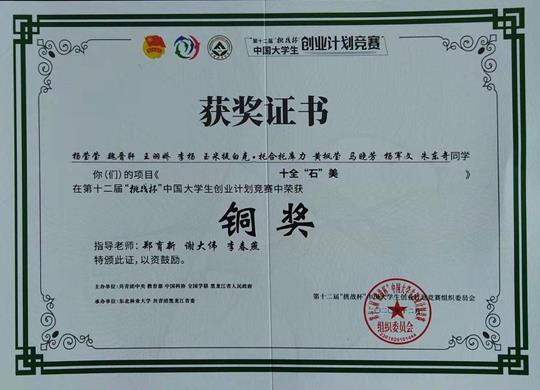 第十二届"挑战杯"
中国大学生创业计划竞赛
获奖证书
杨莹莹 魏晋轩 王丽娇 李杨 玉米提白克·托合托库力 黄枫萱 马晓芳 杨军文 朱东奇同学
你(们)的项目《十全"石"美》
在第十二届"挑战杯"中国大学生创业计划竞赛中荣获
铜奖
指导老师：郑育新 谢大伟 李春燕
特颁此证，以资鼓励。
主办单位：共青团中央 教育部 中国科协 全国学联 黑龙江省人民政府
承办单位：东北林业大学 共青团黑龙江省委
第十二届"挑战杯"中国大学生创业计划竞赛组织委员会
组织委员会